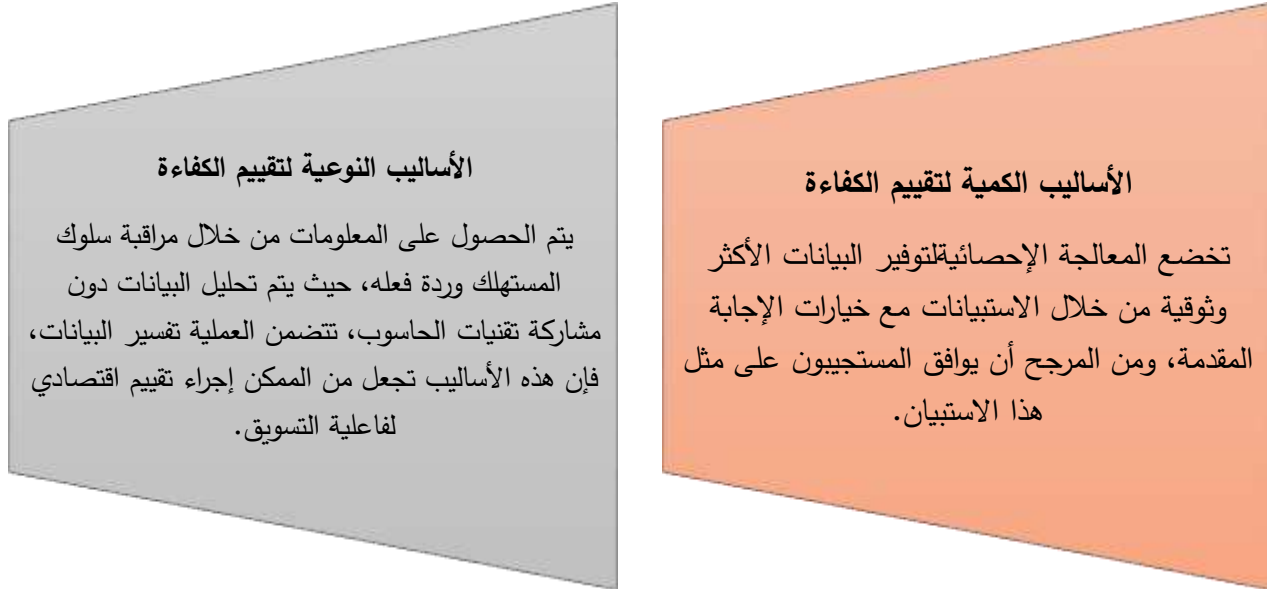 الأساليب الكمية لتقييم الكفاءة
تخضع المعالجة الإحصائيةلتوفير البيانات الأكثر
وثوقية من خلال الاستبيانات مع خيارات الإجابة
المقدمة، ومن المرجح أن يوافق المستجيبون على مثل
هذا الاستبيان.
الأساليب النوعية لتقييم الكفاءة
يتم الحصول على المعلومات من خلال مراقبة سلوك
المستهلك وردة فعله، حيث يتم تحليل البيانات دون
مشاركة تقنيات الحاسوب، تتضمن العملية تفسير البيانات،
فإن هذه الأساليب تجعل من الممكن إجراء تقييم اقتصادي
لفاعلية التسويق.